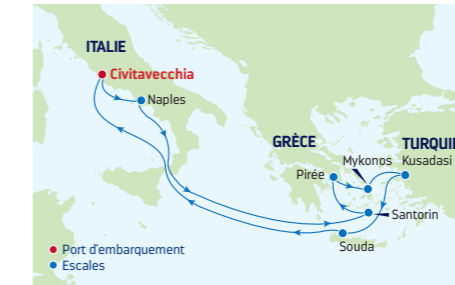 ITALIE
Civitavecchia
Naples
GRÈCE
TURQUIE
Mykonos
Kusadasi
Pirée
Santorin
Souda
Port d'embarquement
Escales